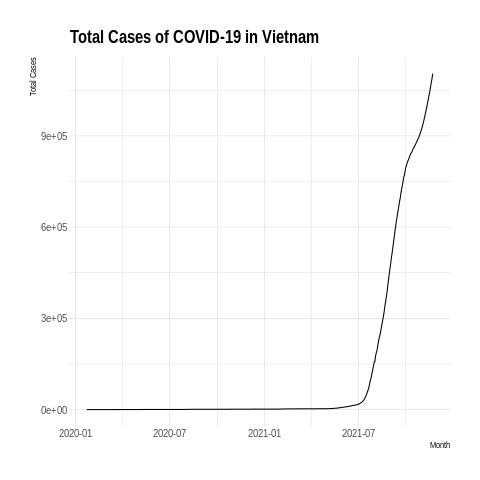 Total Cases of COVID-19 in Vietnam
Total Cases
9e+05
6e+05
3e+05
0e+00
2020-01 2020-07 2021-01 2021-07
Month